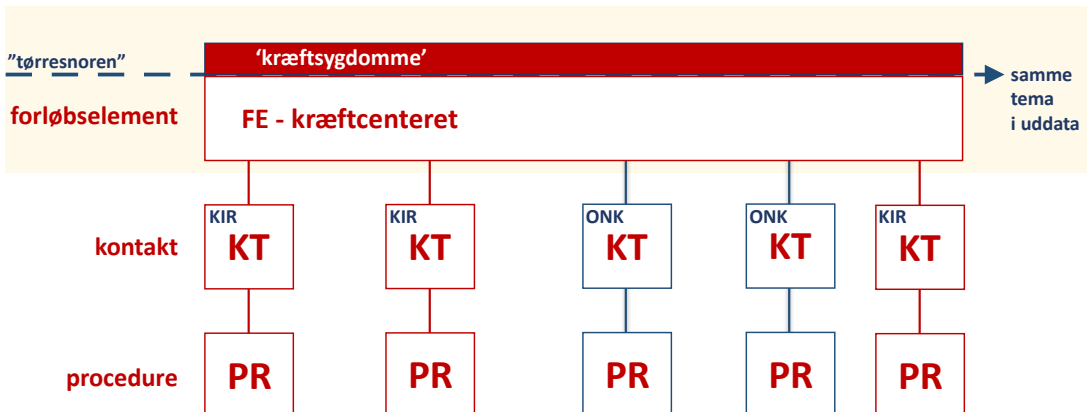 'kræftsygdomme'
"tørresnoren"
samme
tema
i uddata
forløbselement
FE - kræftcenteret
KIR
KIR
ONK
ONK
KIR
kontakt
KT
KT
KT
KT
KT
procedure
PR
PR
PR
PR
PR